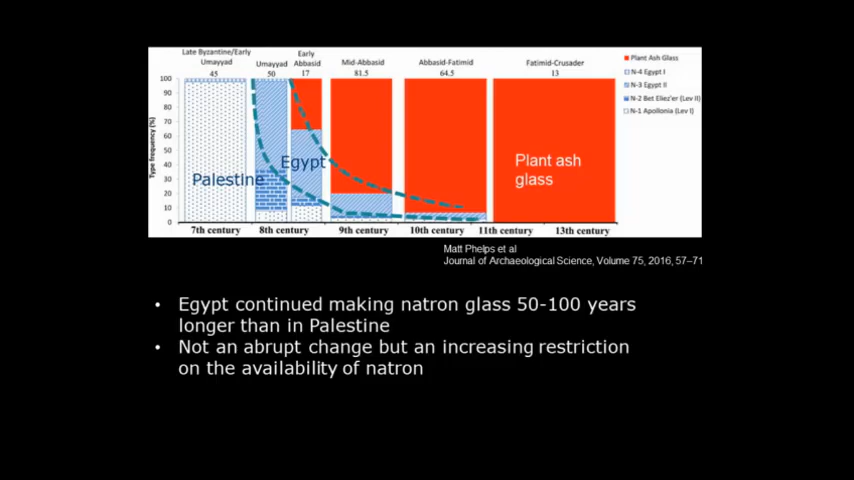 Late Byzantine/Early Umayyad
45
Umayyad
50
Early Abbasid
17
Mid-Abbasid
81.5
Abbasid-Fatimid
64.5
Fatimid-Crusader
13
Plant Ash Glass
N-4 Egypt I
N-3 Egypt II
N-2 Bet Eliez'er (Lev II)
N-1 Apollonia (Lev I)
Type frequency (%)
100
90
80
70
60
50
40
30
20
10
0
Palestine
Egypt
Plant ash
glass
7th century
8th century
9th century
10th century
11th century
13th century
Matt Phelps et al
Journal of Archaeological Science, Volume 75, 2016, 57–71
• Egypt continued making natron glass 50-100 years
longer than in Palestine
• Not an abrupt change but an increasing restriction
on the availability of natron